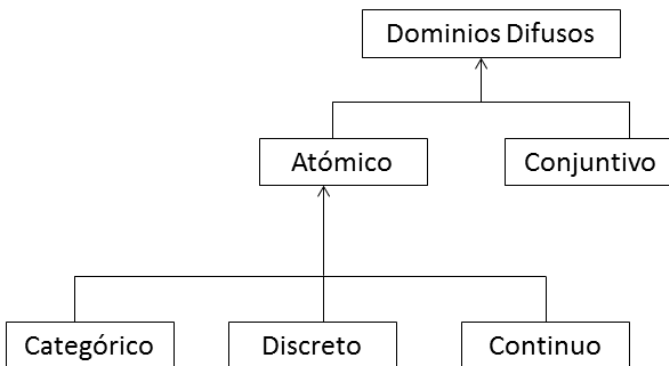 Dominios Difusos
Atómico
Conjuntivo
Categórico
Discreto
Continuo